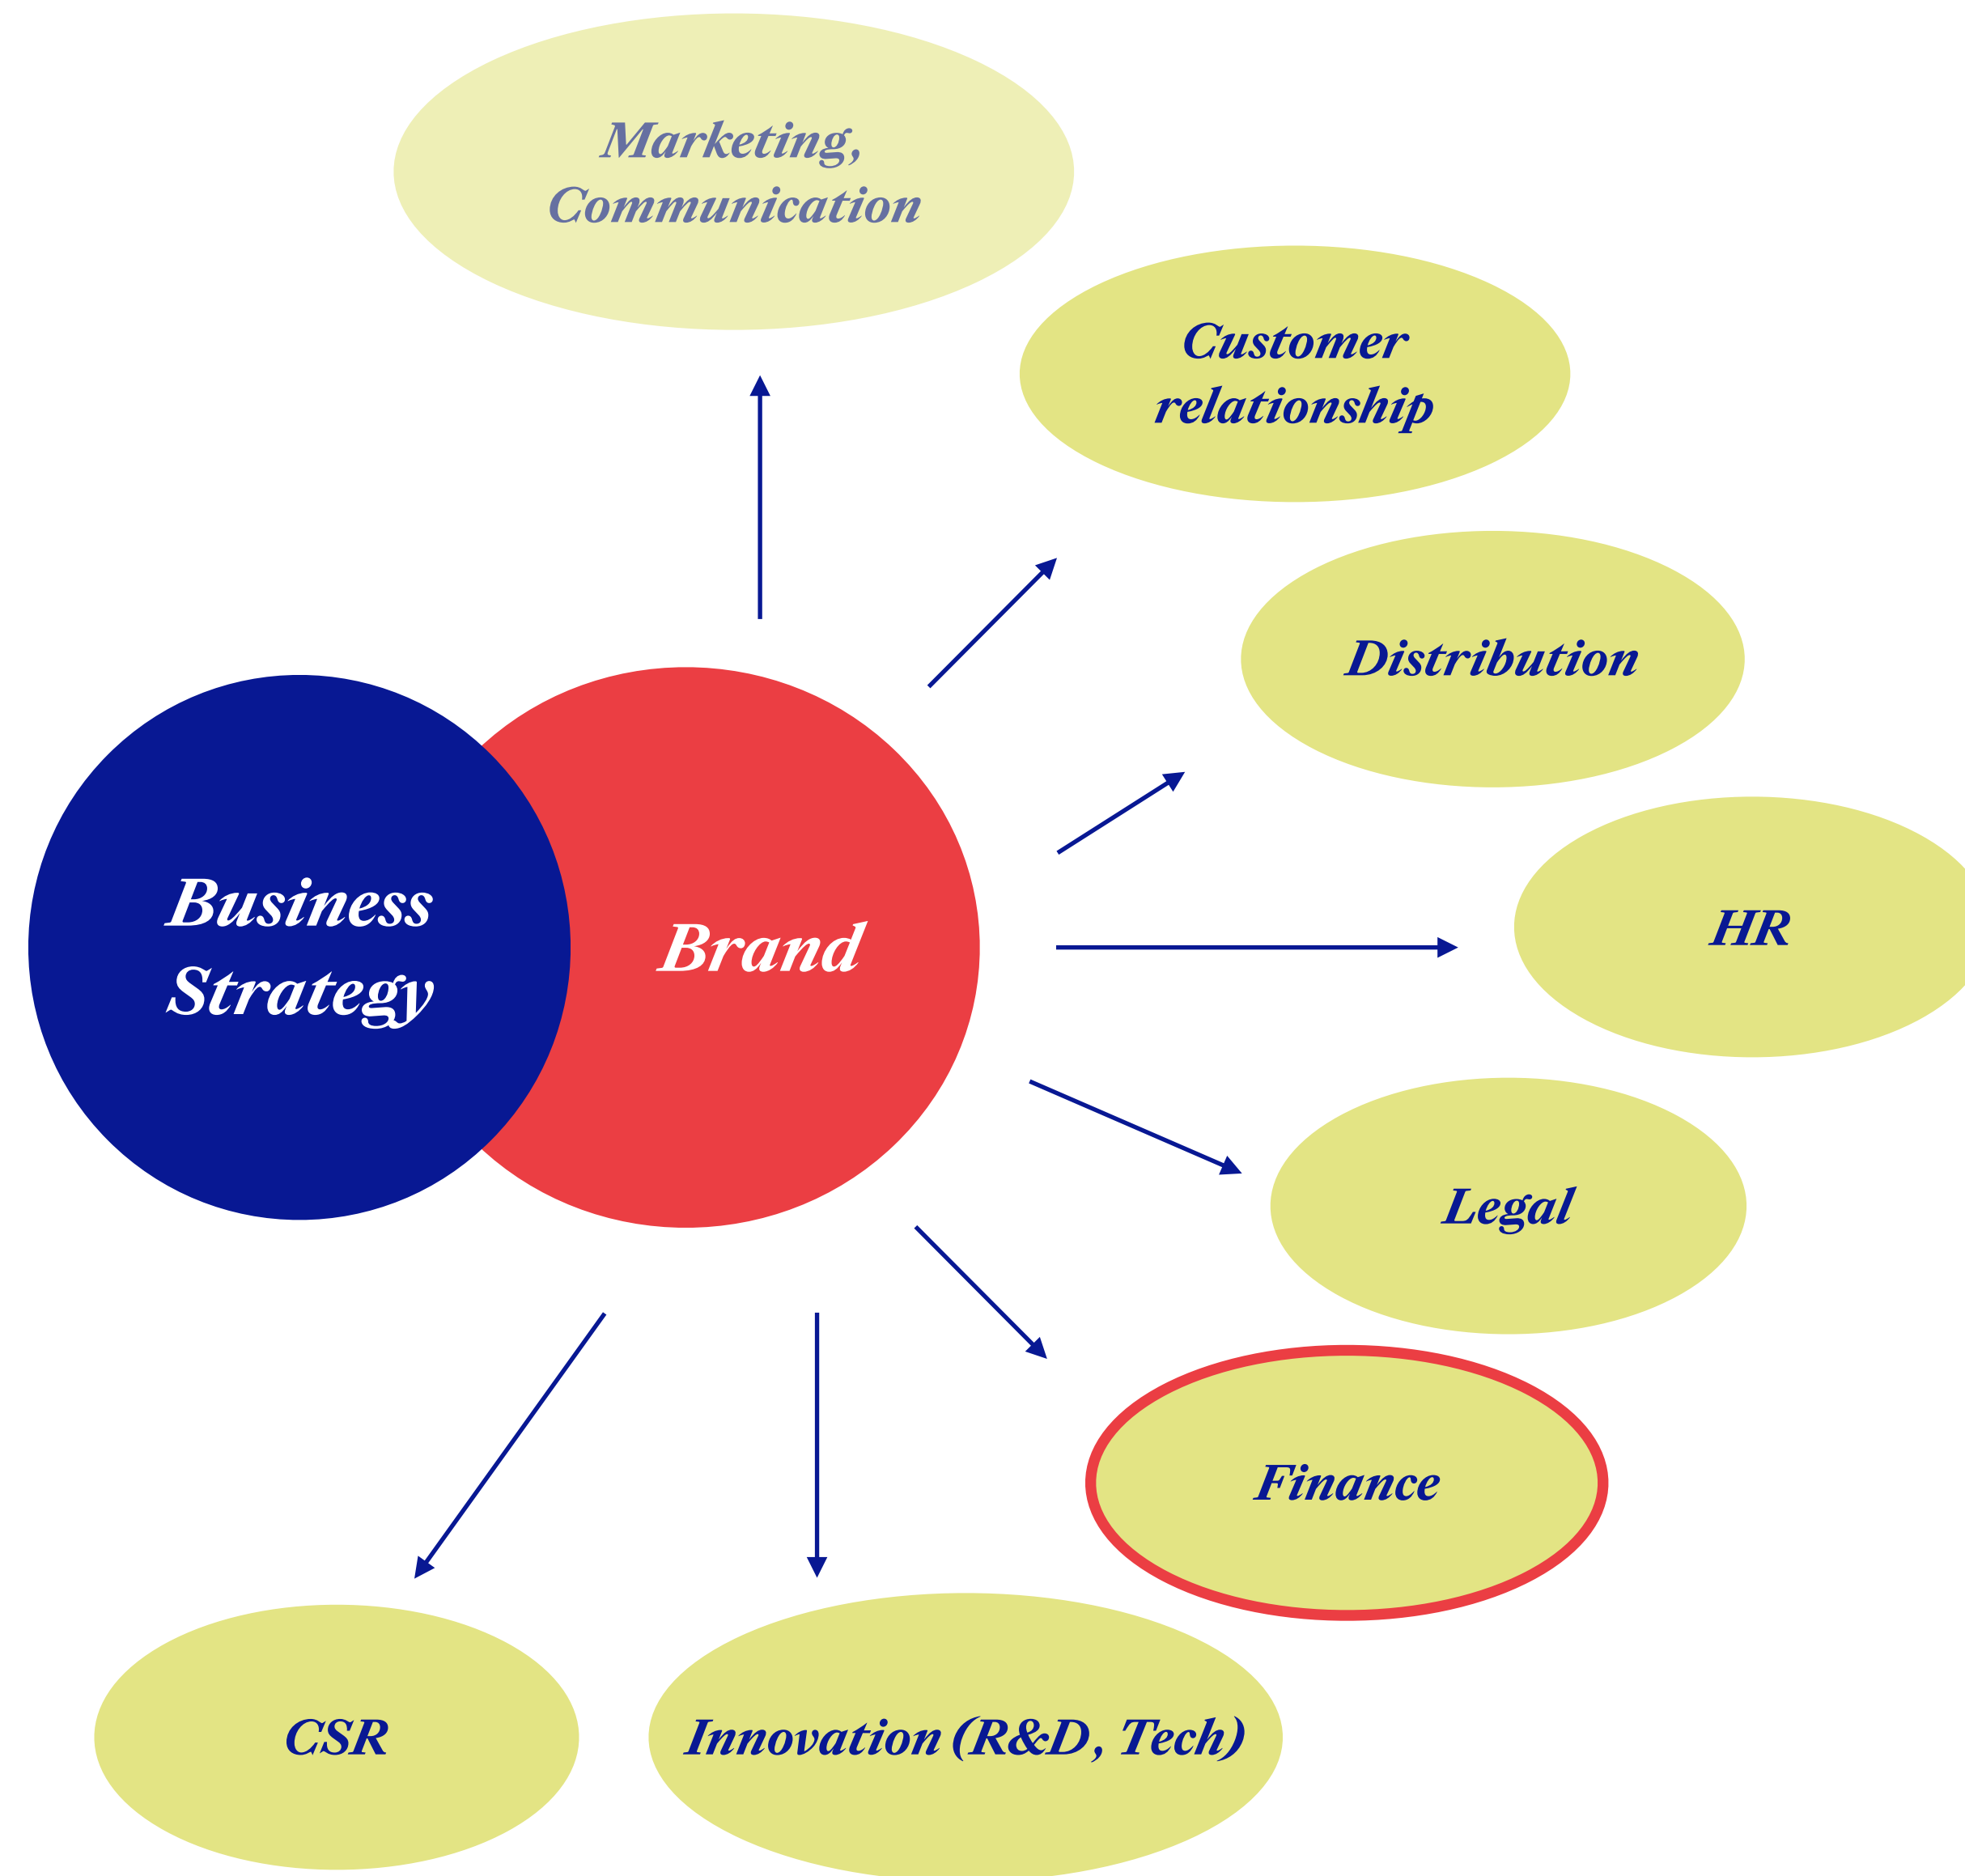 Marketing,
Communication
Customer
relationship
Distribution
Business
Strategy
Brand
HR
Legal
Finance
CSR
Innovation (R&D, Tech)